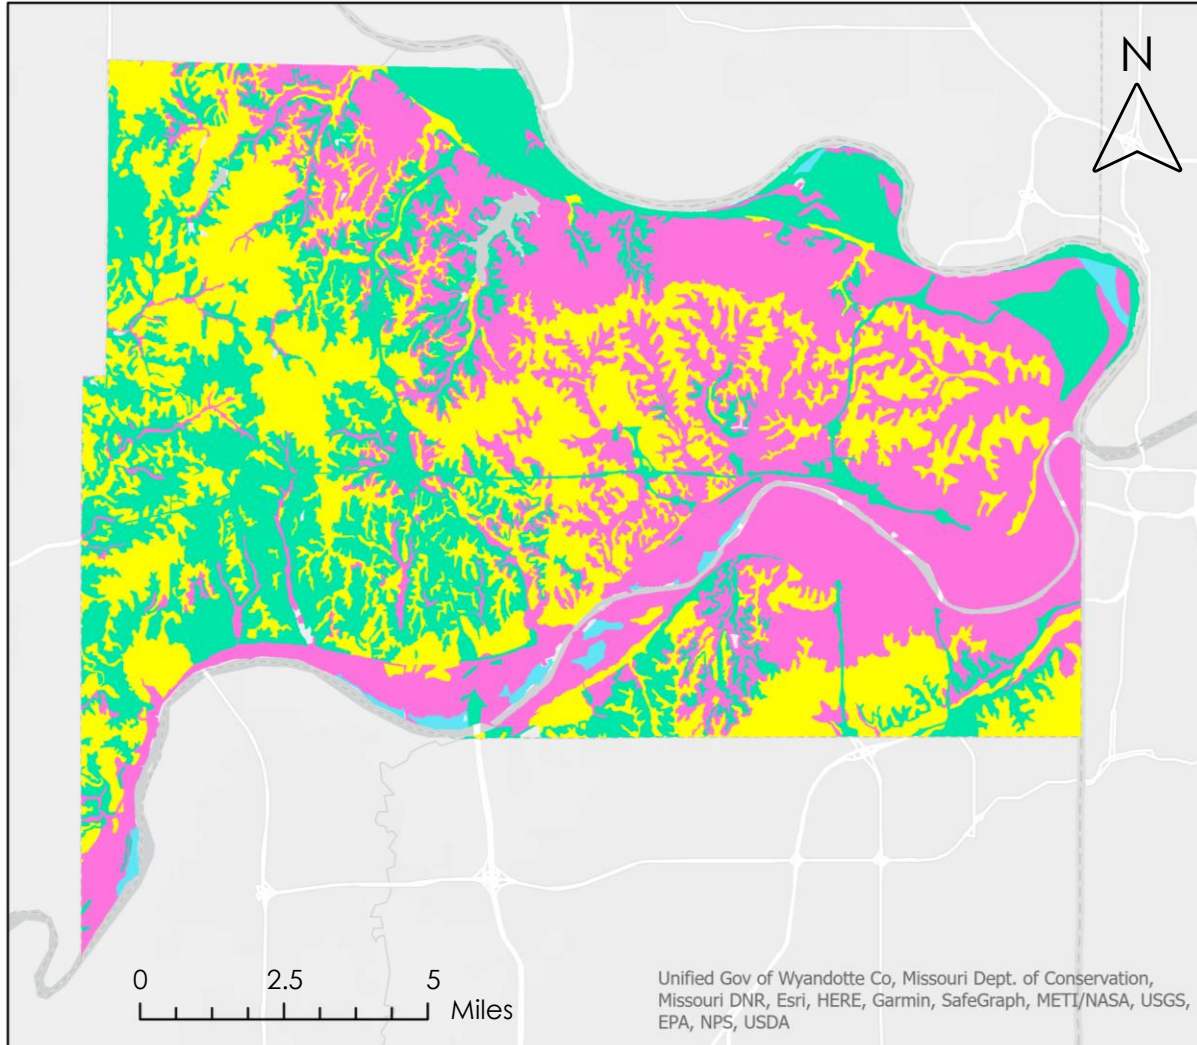 N
0 2.5 5
Miles
Unified Gov of Wyandotte Co, Missouri Dept. of Conservation,
Missouri DNR, Esri, HERE, Garmin, SafeGraph, METI/NASA, USGS,
EPA, NPS, USDA